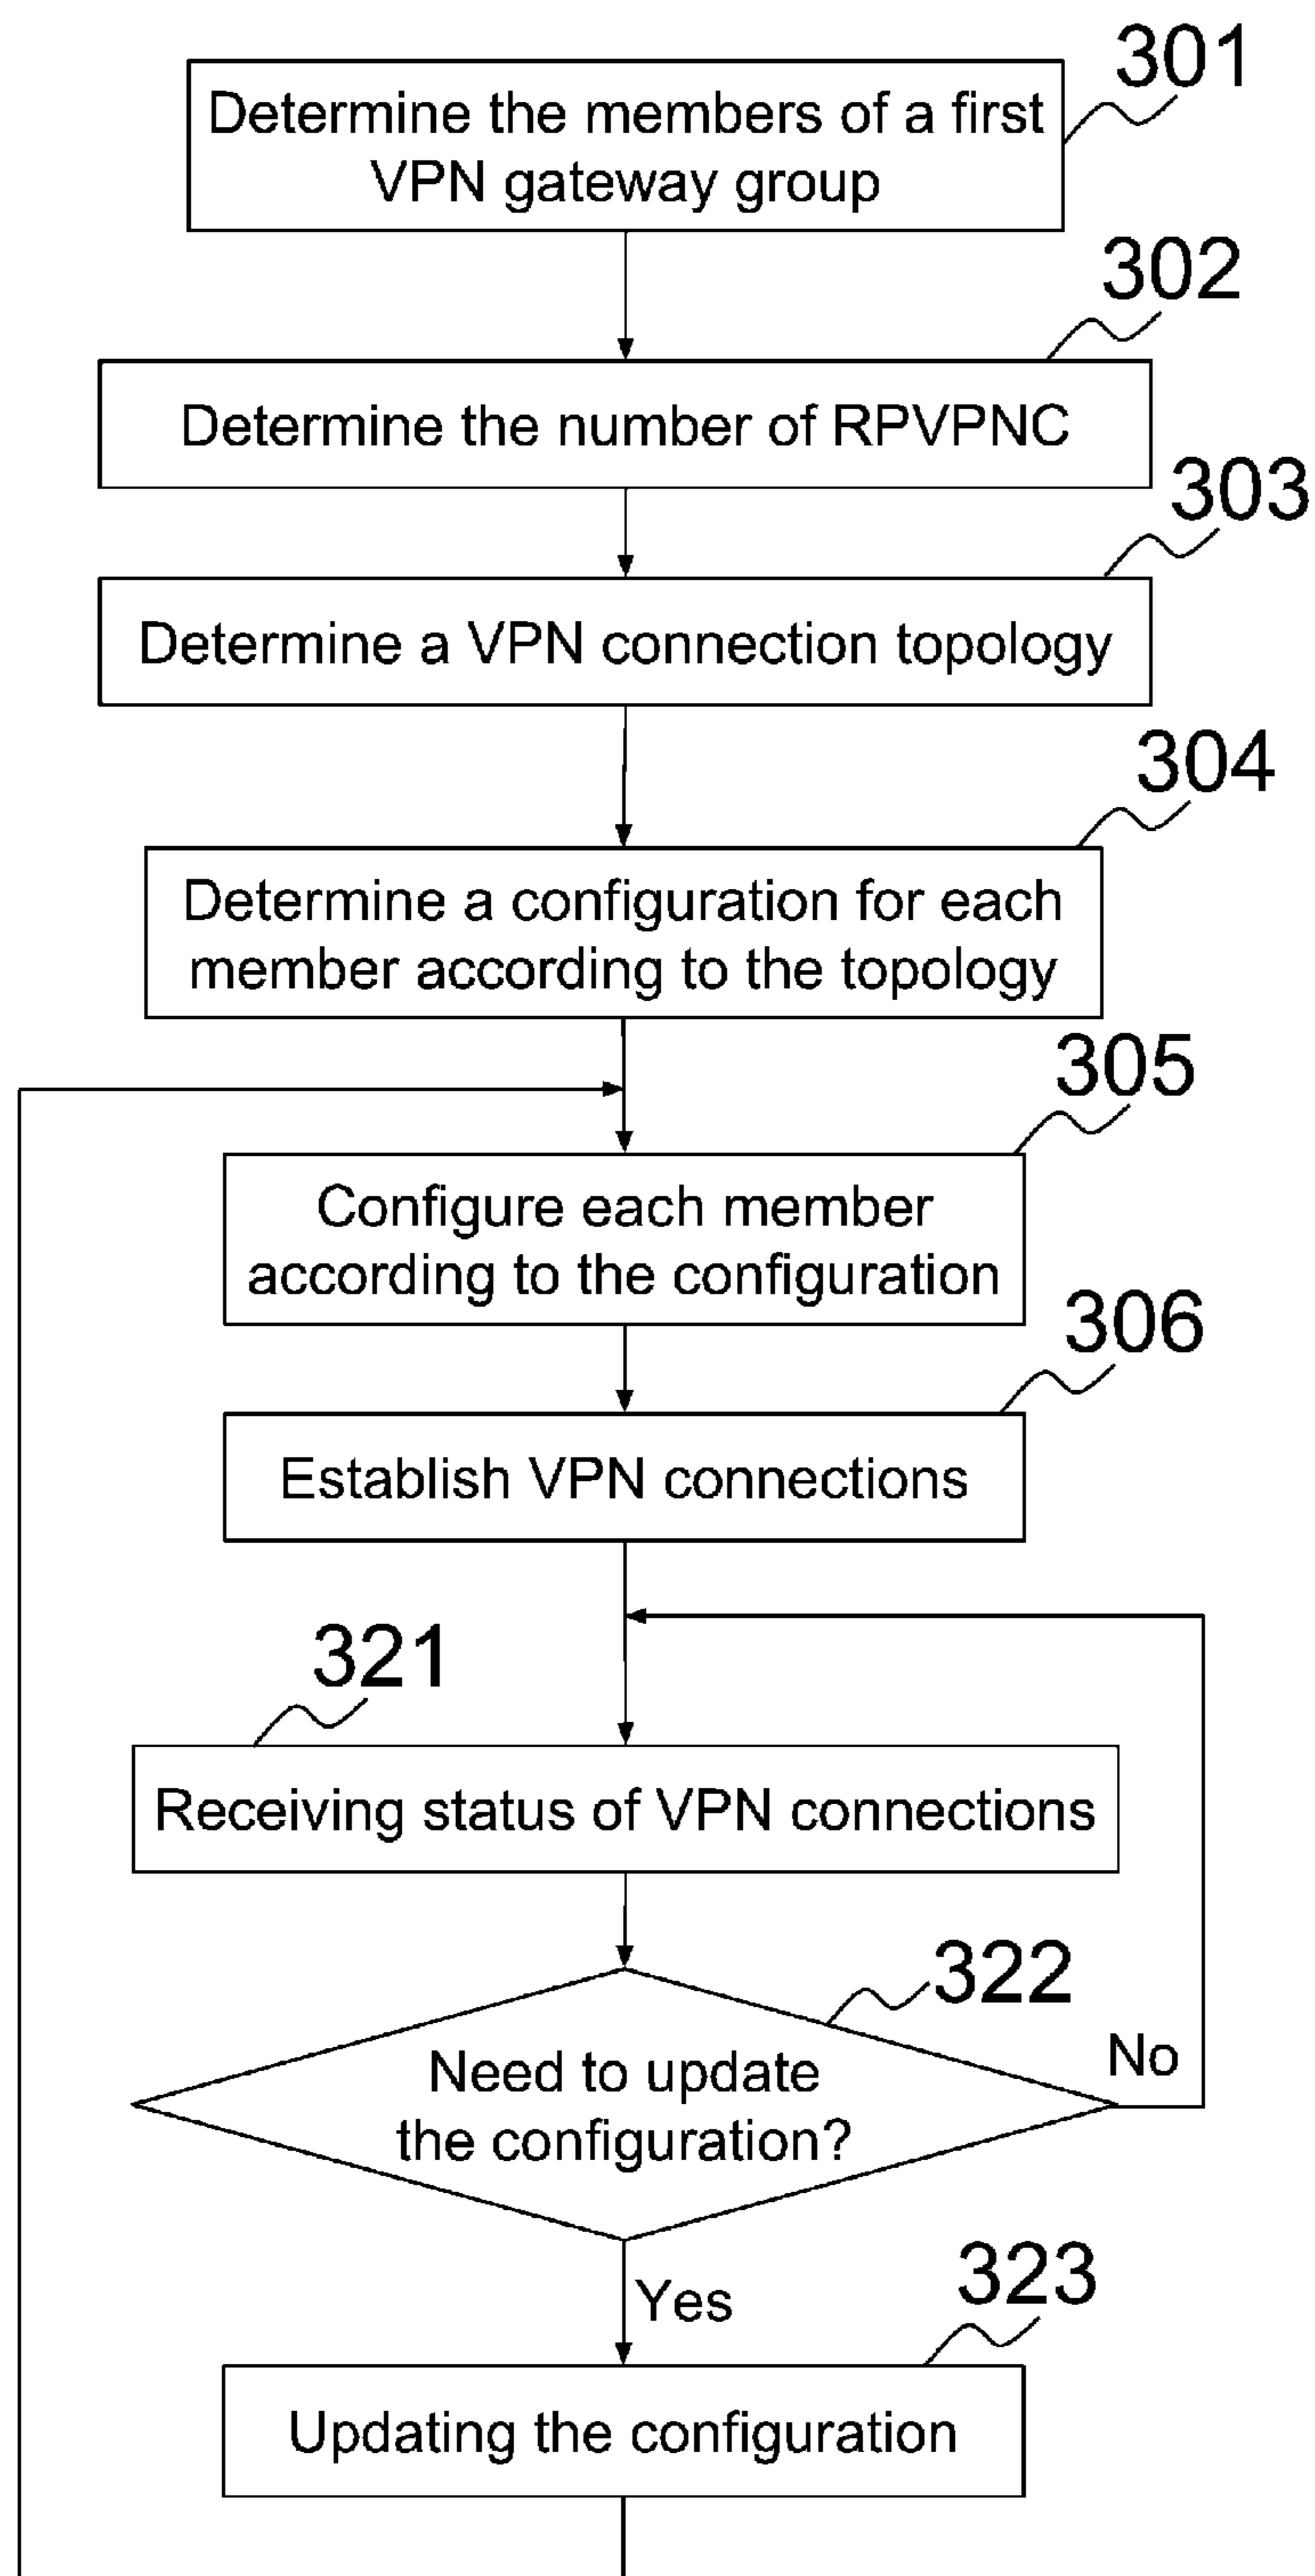 301
Determine the members of a first
VPN gateway group
302
Determine the number of RPVPNC
303
Determine a VPN connection topology
304
Determine a configuration for each
member according to the topology
305
Configure each member
according to the configuration
306
Establish VPN connections
321
Receiving status of VPN connections
322
Need to update
the configuration?
No
Yes
323
Updating the configuration